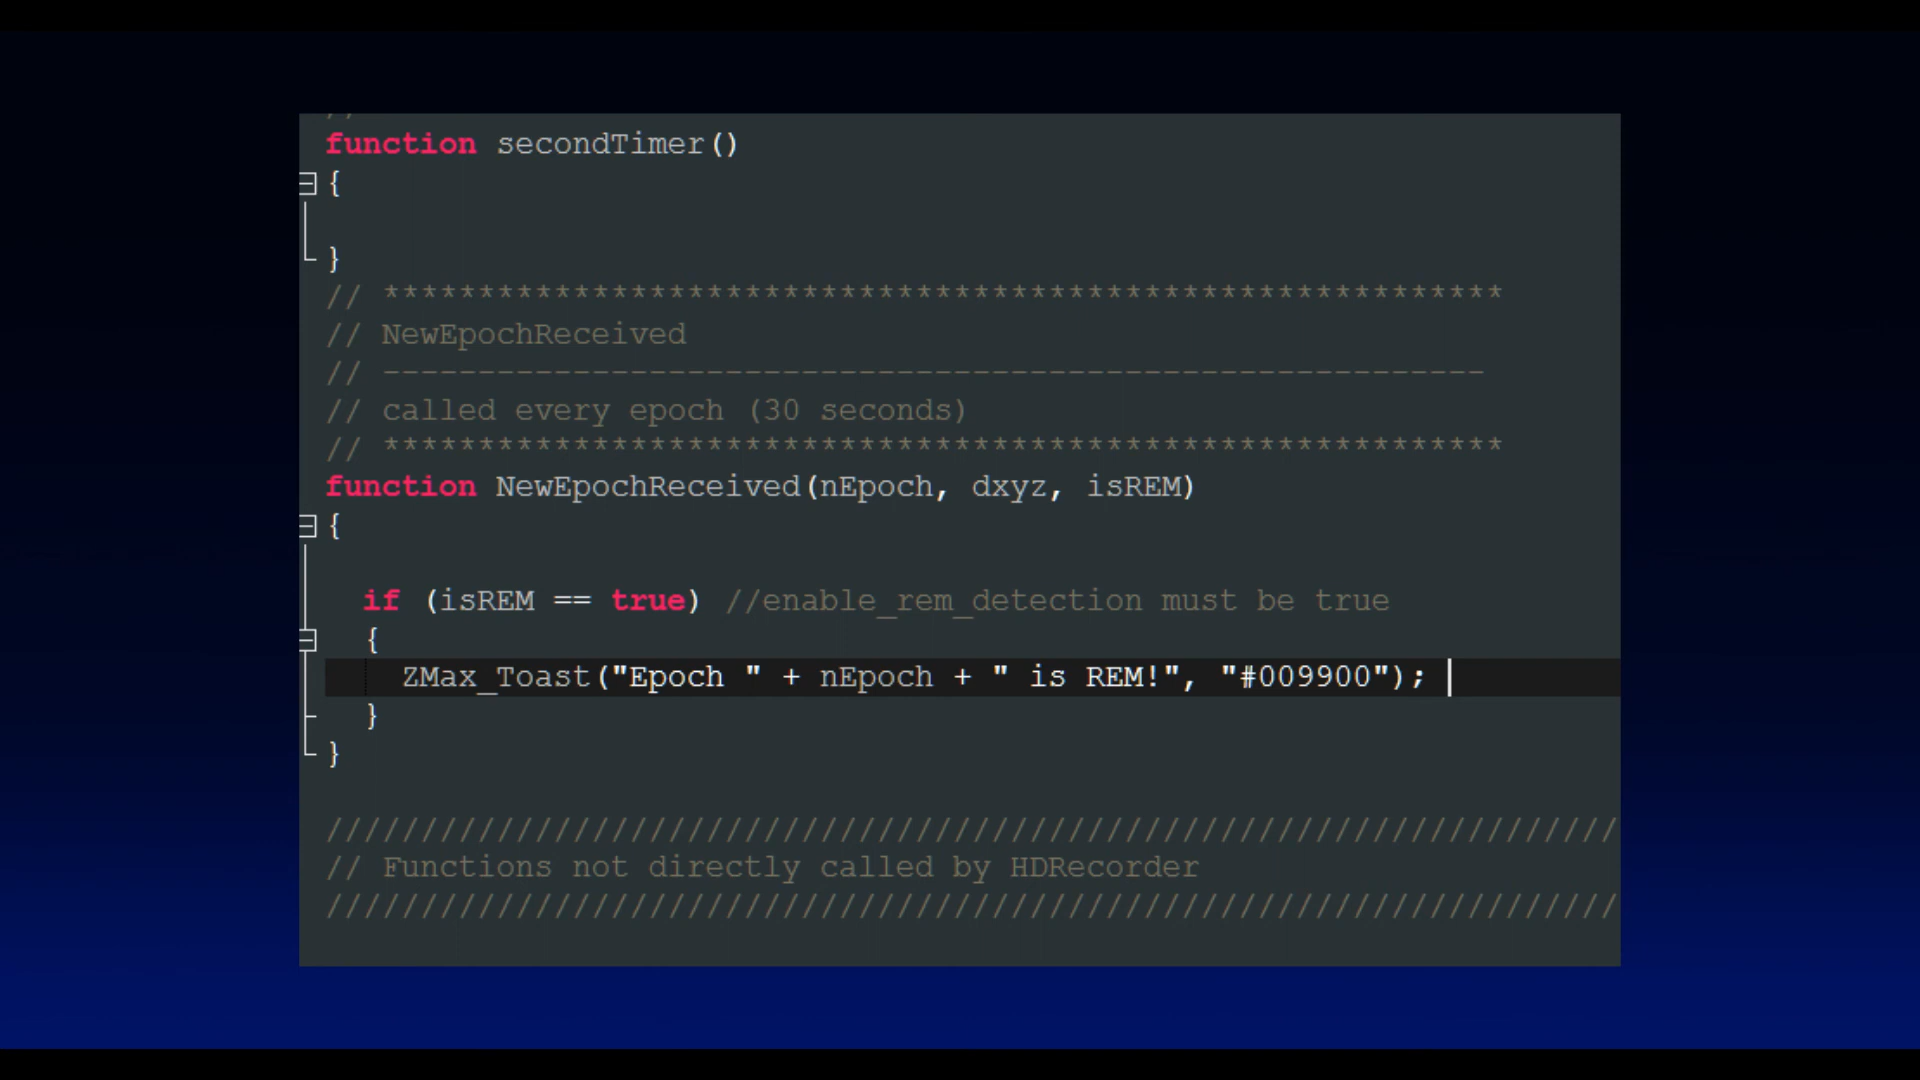 //
function secondTimer()
{
}
// ***********************************************************
// NewEpochReceived
// ----------------------------------------------------------
// called every epoch (30 seconds)
// ***********************************************************
function NewEpochReceived(nEpoch, dxyz, isREM)
{
if (isREM == true) //enable_rem_detection must be true
{
ZMax_Toast("Epoch " + nEpoch + " is REM!", "#009900");
}
}
////////////////////////////////////////////////////////////////////
// Functions not directly called by HDRecorder
////////////////////////////////////////////////////////////////////